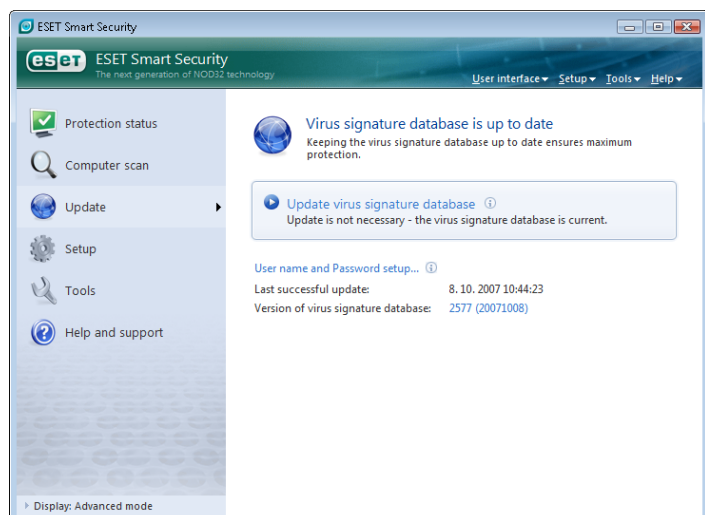 ESET Smart Security
eset
ESET Smart Security
The next generation of NOD32 technology
User interface Setup Tools Help
Protection status
Computer scan
Update
Setup
Tools
Help and support
Display: Advanced mode
Virus signature database is up to date
Keeping the virus signature database up to date ensures maximum
protection.
Update virus signature database
Update is not necessary - the virus signature database is current.
User name and Password setup...
Last successful update: 8. 10. 2007 10:44:23
Version of virus signature database: 2577 (20071008)